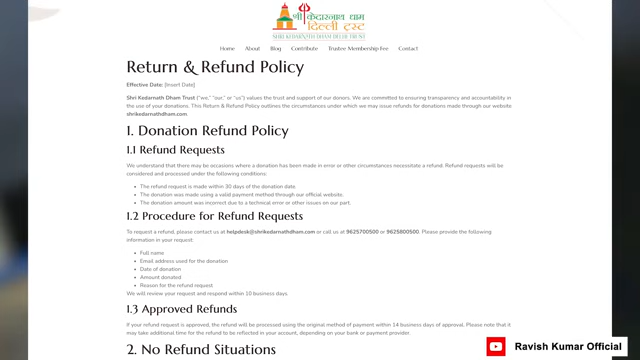 श्री केदारनाथ धाम
दिल्ली ट्रस्ट
SHRI KEDARNATH DHAM DELHI TRUST
Home About Blog Contribute Trustee Membership Fee Contact
Return & Refund Policy
Effective Date: [Insert Date]
Shri Kedarnath Dham Trust ("we," "our," or "us") values the trust and support of our donors. We are committed to ensuring transparency and accountability in
the use of your donations. This Return & Refund Policy outlines the circumstances under which we may issue refunds for donations made through our website
shrikedarnathdham.com.
1. Donation Refund Policy
1.1 Refund Requests
We understand that there may be occasions where a donation has been made in error or other circumstances necessitate a refund. Refund requests will be
considered and processed under the following conditions:
• The refund request is made within 30 days of the donation date.
• The donation was made using a valid payment method through our official website.
• The donation amount was incorrect due to a technical error or other issues on our part.
1.2 Procedure for Refund Requests
To request a refund, please contact us at helpdesk@shrikedarnathdham.com or call us at 9625700500 or 9625800500. Please provide the following
information in your request:
• Full name
• Email address used for the donation
• Date of donation
• Amount donated
• Reason for the refund request
We will review your request and respond within 10 business days.
1.3 Approved Refunds
If your refund request is approved, the refund will be processed using the original method of payment within 14 business days of approval. Please note that it
may take additional time for the refund to be reflected in your account, depending on your bank or payment provider.
2. No Refund Situations
Ravish Kumar Official